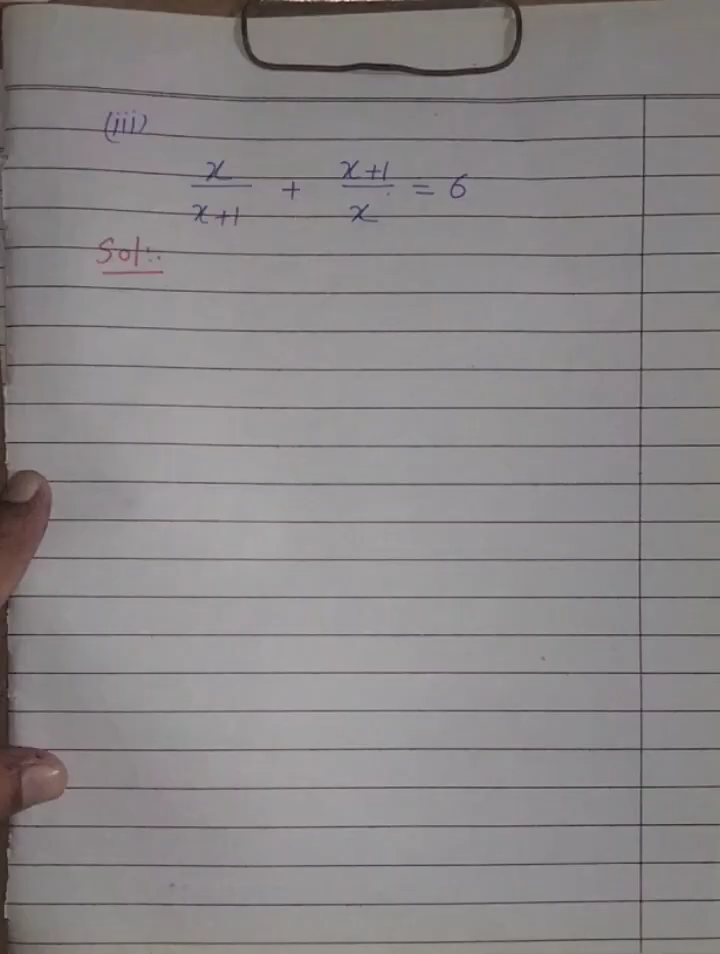 (iii)
x/x+1 + x+1/x = 6
Sol:.